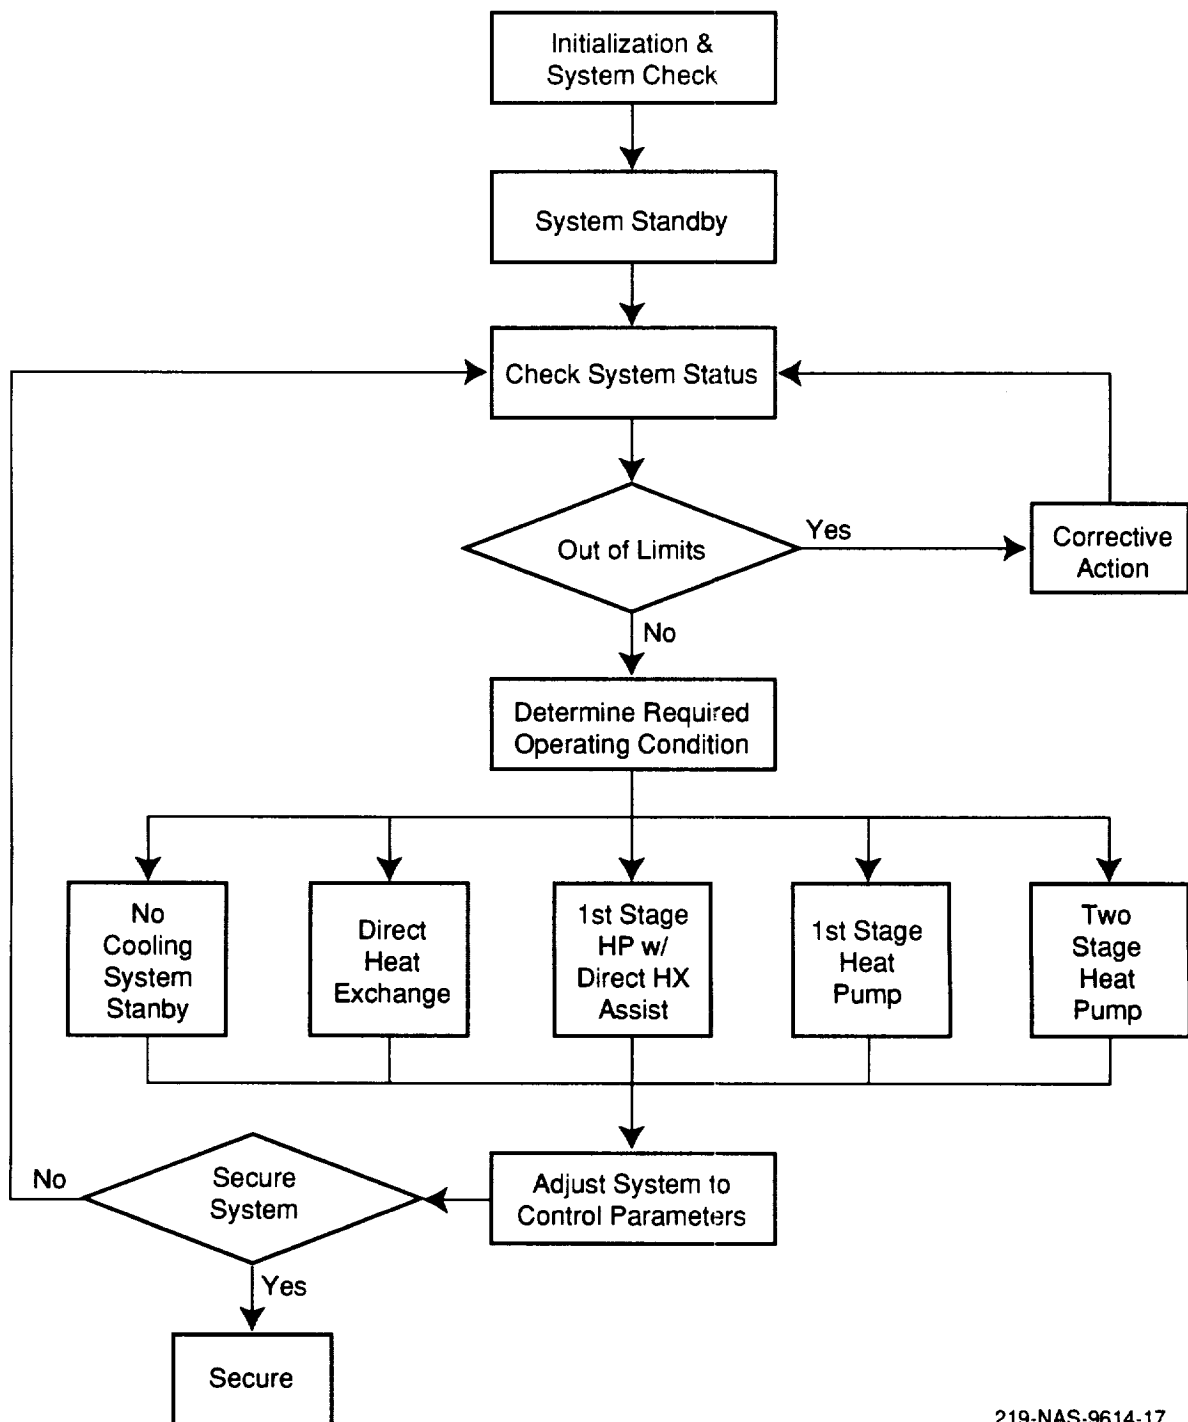 Initialization &
System Check
System Standby
Check System Status
Out of Limits
Yes
Corrective
Action
No
Determine Required
Operating Condition
No
Cooling
System
Stanby
Direct
Heat
Exchange
1st Stage
HP w/
Direct HX
Assist
1st Stage
Heat
Pump
Two
Stage
Heat
Pump
No
Secure
System
Adjust System to
Control Parameters
Yes
Secure
219-NAS-9614-17